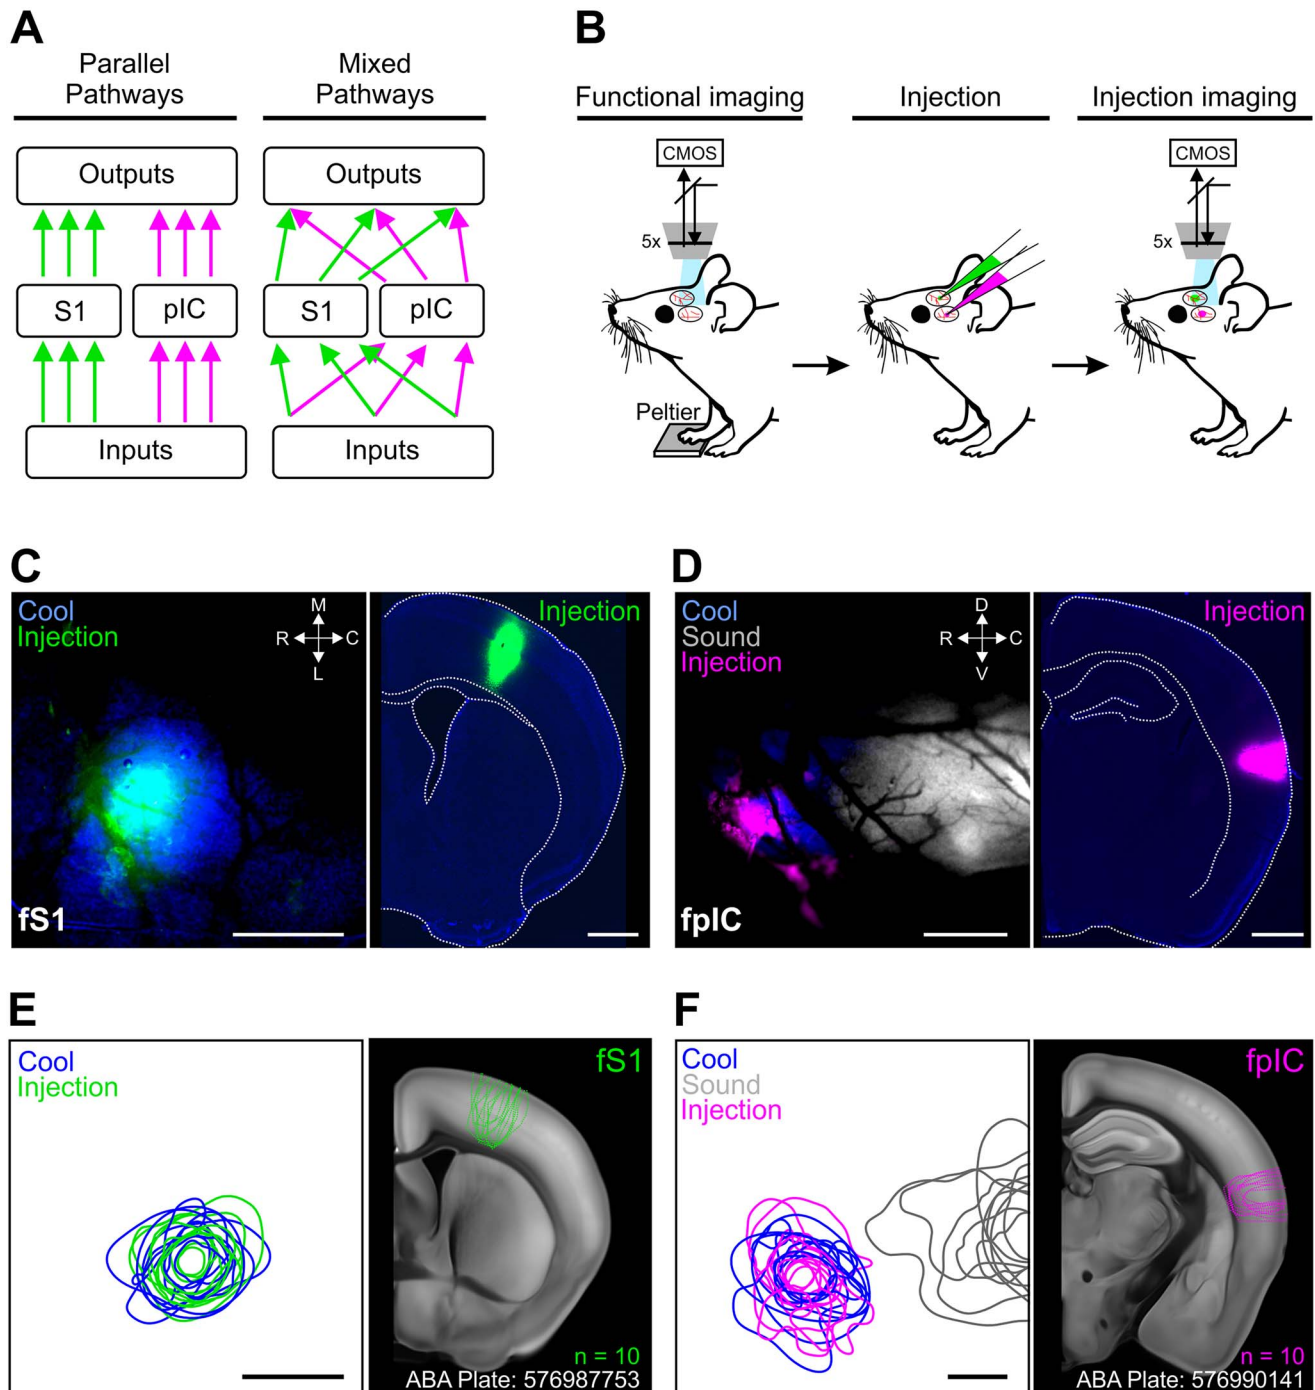 A
Parallel
Pathways
Mixed
Pathways
Outputs
Outputs
S1
pIC
S1
pIC
Inputs
Inputs
B
Functional imaging
Injection
Injection imaging
CMOS
CMOS
5x
5x
Peltier
C
Cool
Injection
M
R
C
L
fS1
Injection
D
Cool
Sound
Injection
D
R
C
V
fpIC
Injection
E
Cool
Injection
fS1
n = 10
ABA Plate: 576987753
F
Cool
Sound
Injection
fpIC
n = 10
ABA Plate: 576990141